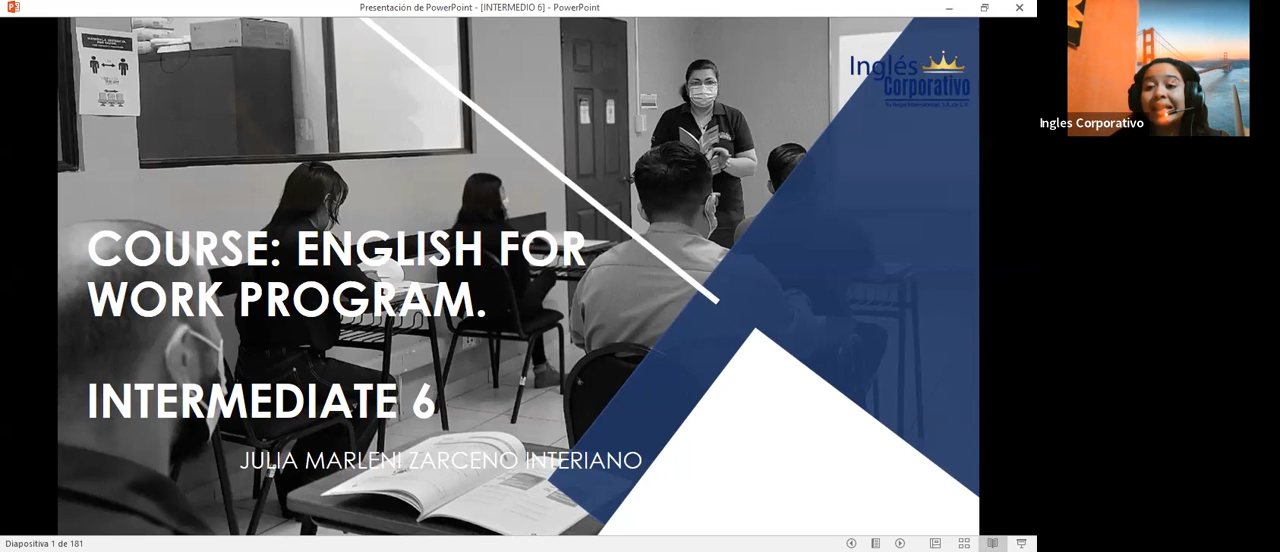 Presentación de PowerPoint - [INTERMEDIO 6] - PowerPoint
Inglés
Corporativo
Ingles Corporativo
COURSE: ENGLISH FOR
WORK PROGRAM.
INTERMEDIATE 6
JULIA MARLENI ZARCENO INTERIANO
Diapositiva 1 de 181